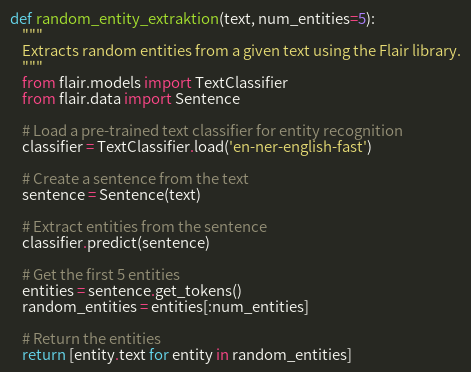 def random_entity_extraktion(text, num_entities=5):
"""
Extracts random entities from a given text using the Flair library.
"""
from flair.models import TextClassifier
from flair.data import Sentence
# Load a pre-trained text classifier for entity recognition
classifier = TextClassifier.load('en-ner-english-fast')
# Create a sentence from the text
sentence = Sentence(text)
# Extract entities from the sentence
classifier.predict(sentence)
# Get the first 5 entities
entities = sentence.get_tokens()
random_entities = entities[:num_entities]
# Return the entities
return [entity.text for entity in random_entities]